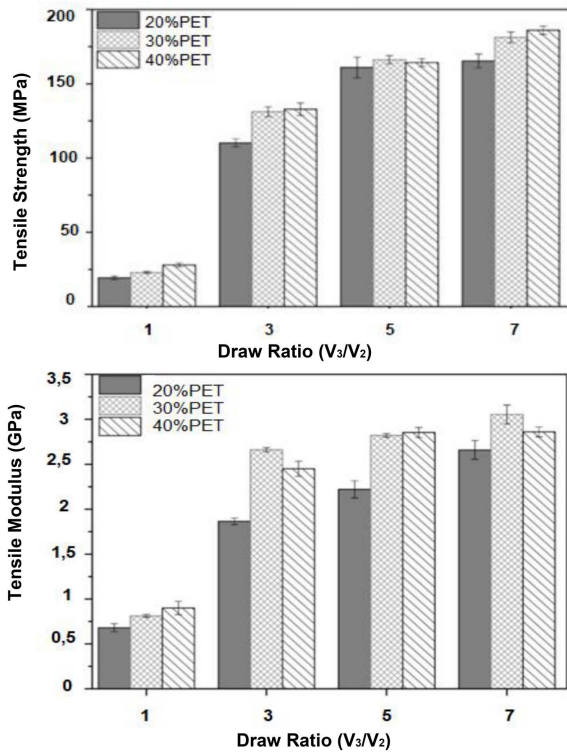 200
150
100
50
0
Tensile Strength (MPa)
20%PET
30%PET
40%PET
1 3 5 7
Draw Ratio (V₃/V₂)
3,5
3
2,5
2
1,5
1
0,5
0
Tensile Modulus (GPa)
20%PET
30%PET
40%PET
1 3 5 7
Draw Ratio (V₃/V₂)